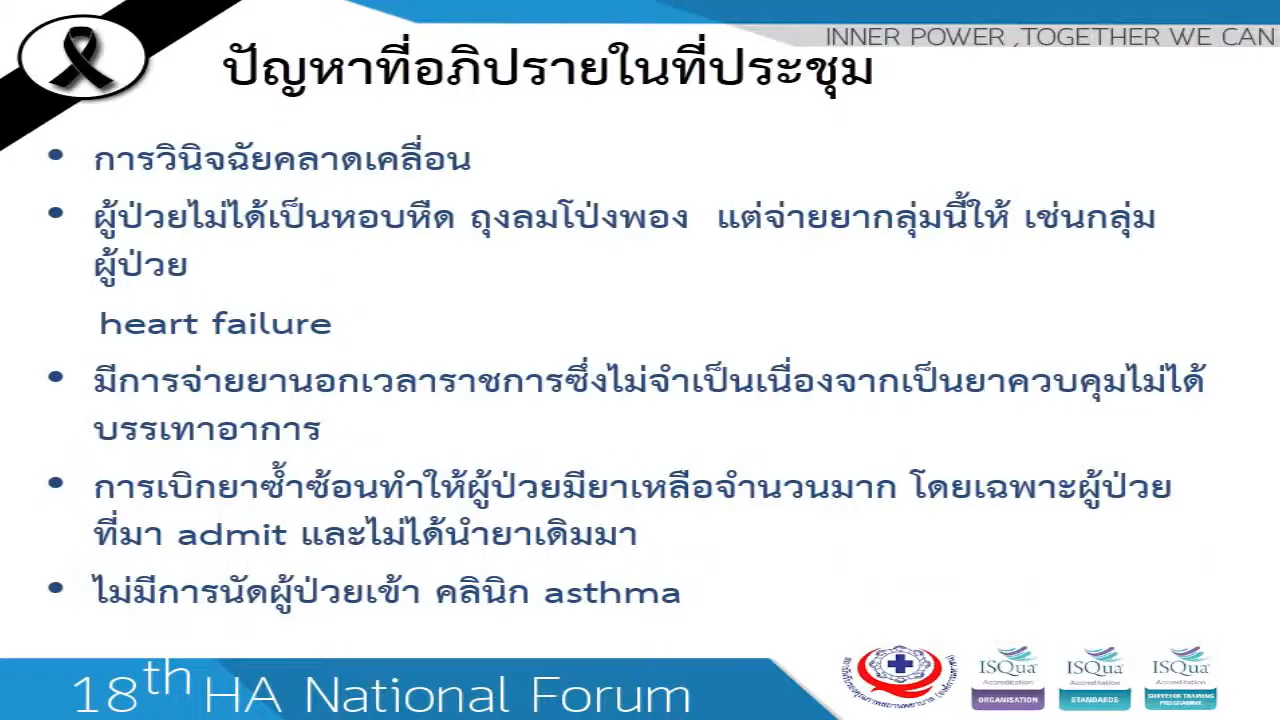 INNER POWER ,TOGETHER WE CAN
ปัญหาที่อภิปรายในที่ประชุม
• การวินิจฉัยคลาดเคลื่อน
• ผู้ป่วยไม่ได้เป็นหอบหืด ถุงลมโป่งพอง แต่จ่ายยากลุ่มนี้ให้ เช่นกลุ่ม
ผู้ป่วย
heart failure
• มีการจ่ายยานอกเวลาราชการซึ่งไม่จำเป็นเนื่องจากเป็นยาควบคุมไม่ได้
บรรเทาอาการ
• การเบิกยาซ้ำซ้อนทำให้ผู้ป่วยมียาเหลือจำนวนมาก โดยเฉพาะผู้ป่วย
ที่มา admit และไม่ได้นำยาเดิมมา
• ไม่มีการนัดผู้ป่วยเข้า คลินิก asthma
18th HA National Forum
ISQua
Accreditation
ORGANISATION
ISQua
Accreditation
STANDARDS
ISQua
Accreditation
SURVEYOR TRAINING
PROGRAMME